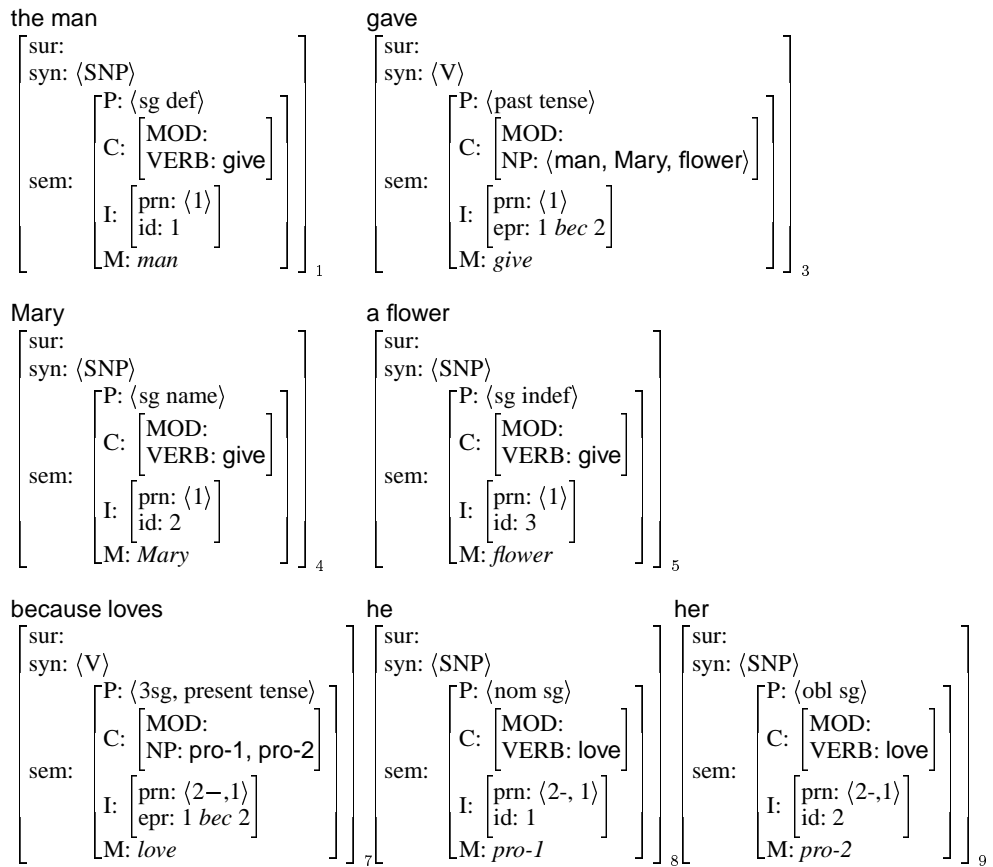 the man
sur:
syn: ⟨SNP⟩
sem:
P: ⟨sg def⟩
C:
MOD:
VERB: give
I:
prn: ⟨1⟩
id: 1
M: man
1
gave
sur:
syn: ⟨V⟩
sem:
P: ⟨past tense⟩
C:
MOD:
NP: ⟨man, Mary, flower⟩
I:
prn: ⟨1⟩
epr: 1 bec 2
M: give
3
Mary
sur:
syn: ⟨SNP⟩
sem:
P: ⟨sg name⟩
C:
MOD:
VERB: give
I:
prn: ⟨1⟩
id: 2
M: Mary
4
a flower
sur:
syn: ⟨SNP⟩
sem:
P: ⟨sg indef⟩
C:
MOD:
VERB: give
I:
prn: ⟨1⟩
id: 3
M: flower
5
because loves
sur:
syn: ⟨V⟩
sem:
P: ⟨3sg, present tense⟩
C:
MOD:
NP: pro-1, pro-2
I:
prn: ⟨2−,1⟩
epr: 1 bec 2
M: love
7
he
sur:
syn: ⟨SNP⟩
sem:
P: ⟨nom sg⟩
C:
MOD:
VERB: love
I:
prn: ⟨2-, 1⟩
id: 1
M: pro-1
8
her
sur:
syn: ⟨SNP⟩
sem:
P: ⟨obl sg⟩
C:
MOD:
VERB: love
I:
prn: ⟨2-,1⟩
id: 2
M: pro-2
9